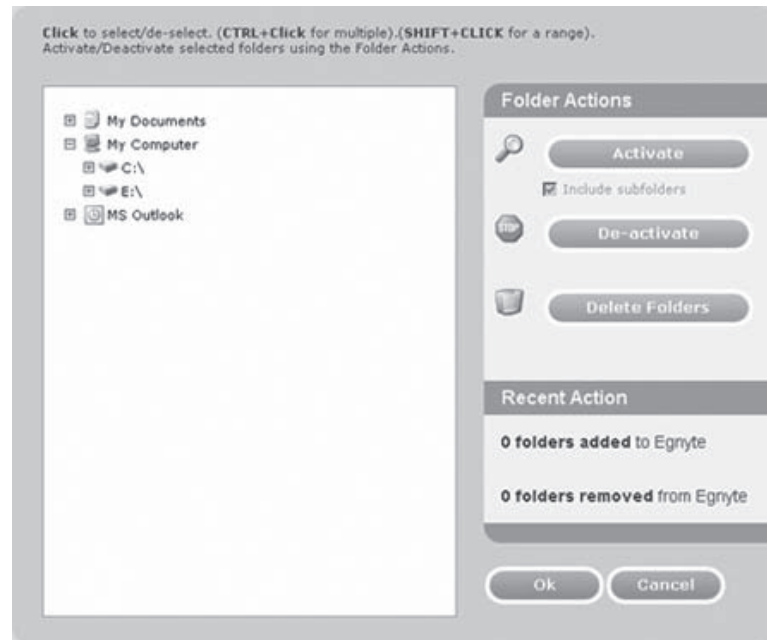 Click to select/de-select. (CTRL+Click for multiple).(SHIFT+CLICK for a range).
Activate/Deactivate selected folders using the Folder Actions.
My Documents
My Computer
C:\
E:\
MS Outlook
Folder Actions
Activate
Include subfolders
STOP
De-activate
Delete Folders
Recent Action
0 folders added to Egnyte
0 folders removed from Egnyte
Ok
Cancel